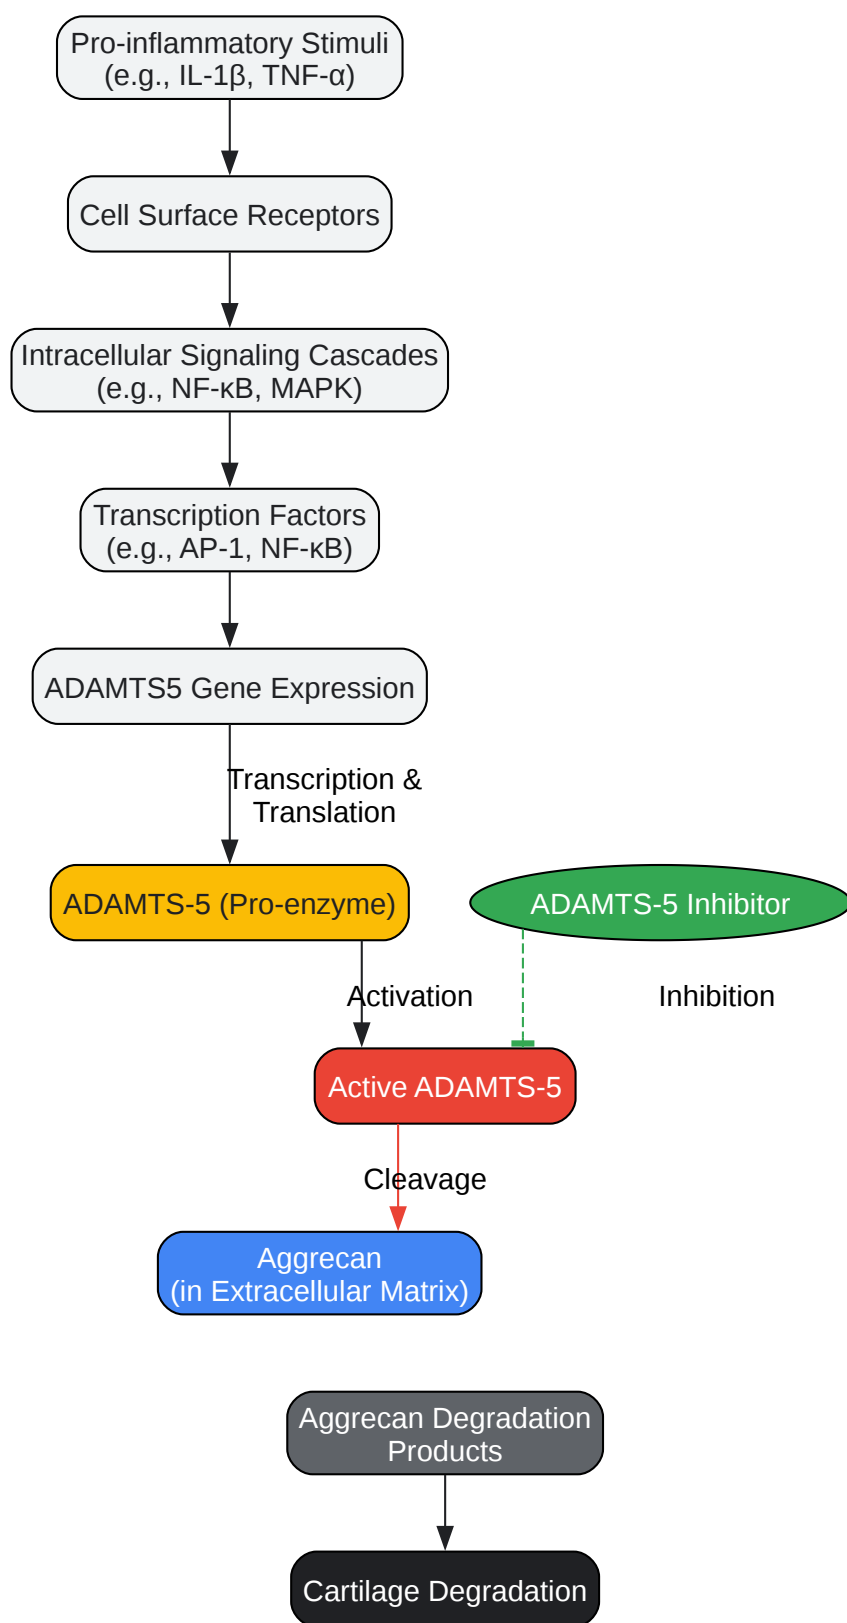 Pro-inflammatory Stimuli
(e.g., IL-1β, TNF-α)
Cell Surface Receptors
Intracellular Signaling Cascades
(e.g., NF-κB, MAPK)
Transcription Factors
(e.g., AP-1, NF-κB)
ADAMTS5 Gene Expression
Transcription &
Translation
ADAMTS-5 (Pro-enzyme)
ADAMTS-5 Inhibitor
Activation
Inhibition
Active ADAMTS-5
Cleavage
Aggrecan
(in Extracellular Matrix)
Aggrecan Degradation
Products
Cartilage Degradation